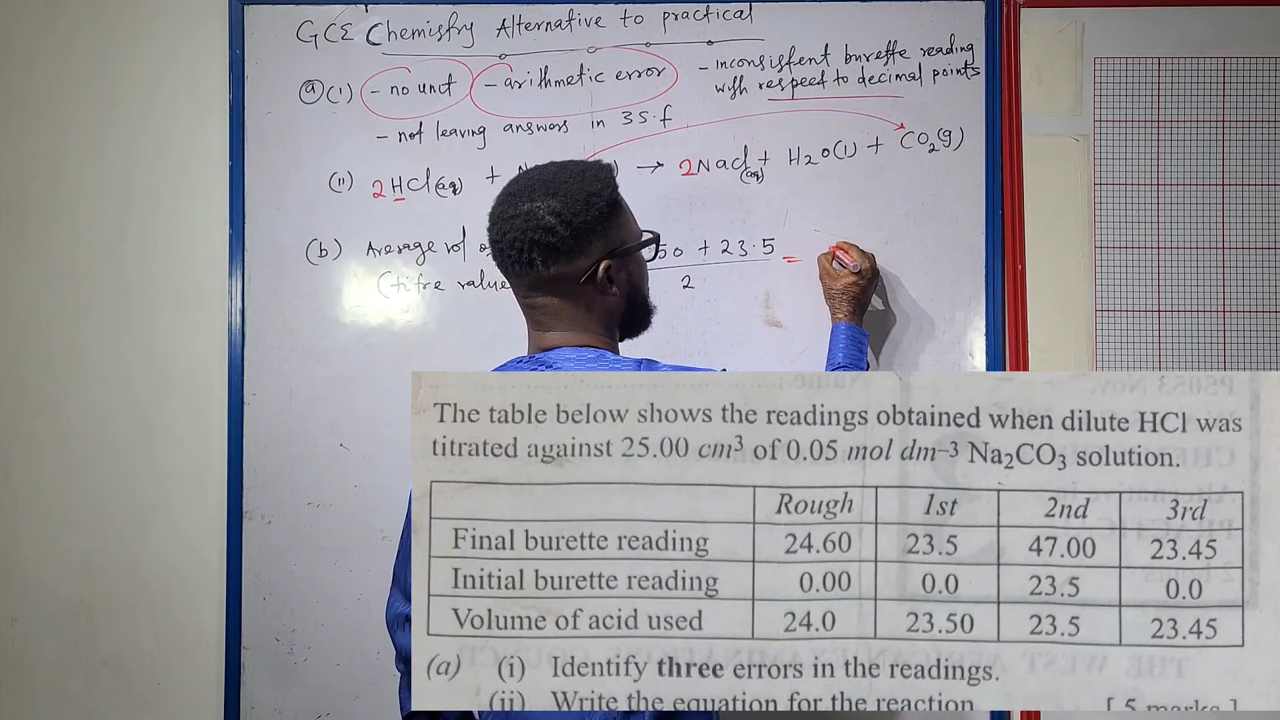 GCE Chemistry Alternative to practical
(a) (i) - no unit - arithmetic error - inconsistent burette reading
with respect to decimal points
- not leaving answers in 3 S.f
(ii) 2HCl(aq) + → 2NaCl(aq) + H2O(l) + CO2(g)
(b) Average vol 50 + 23.5 =
(titre value 2
The table below shows the readings obtained when dilute HCl was
titrated against 25.00 cm³ of 0.05 mol dm–3 Na2CO3 solution.
Rough 1st 2nd 3rd
Final burette reading 24.60 23.5 47.00 23.45
Initial burette reading 0.00 0.0 23.5 0.0
Volume of acid used 24.0 23.50 23.5 23.45
(a) (i) Identify three errors in the readings.
(ii) Write the equation for the reaction [5 marks]